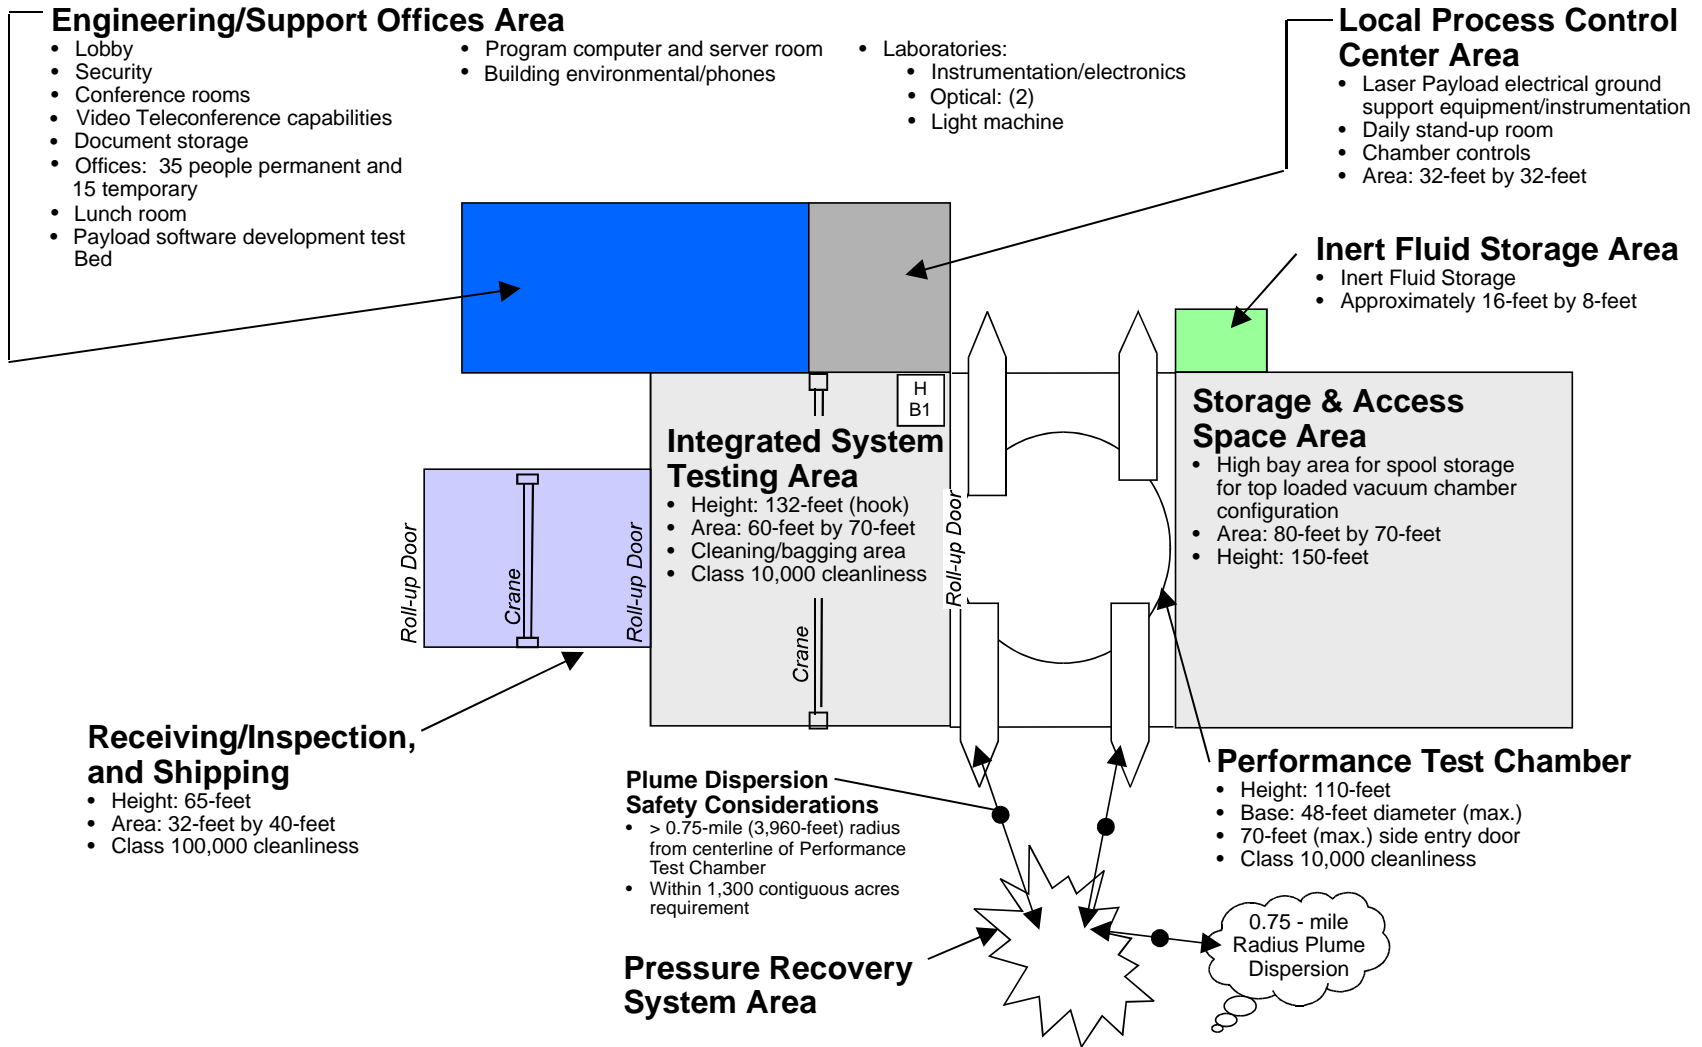 Engineering/Support Offices Area
• Lobby
• Security
• Conference rooms
• Video Teleconference capabilities
• Document storage
• Offices:  35 people permanent and
15 temporary
• Lunch room
• Payload software development test
Bed
• Program computer and server room
• Building environmental/phones
• Laboratories:
• Instrumentation/electronics
• Optical: (2)
• Light machine
Local Process Control
Center Area
• Laser Payload electrical ground
support equipment/instrumentation
• Daily stand-up room
• Chamber controls
• Area: 32-feet by 32-feet
Inert Fluid Storage Area
• Inert Fluid Storage
• Approximately 16-feet by 8-feet
H
B1
Integrated System
Testing Area
• Height: 132-feet (hook)
• Area: 60-feet by 70-feet
• Cleaning/bagging area
• Class 10,000 cleanliness
Storage & Access
Space Area
• High bay area for spool storage
for top loaded vacuum chamber
configuration
• Area: 80-feet by 70-feet
• Height: 150-feet
Roll-up Door
Crane
Roll-up Door
Crane
Roll-up Door
Receiving/Inspection,
and Shipping
• Height: 65-feet
• Area: 32-feet by 40-feet
• Class 100,000 cleanliness
Plume Dispersion
Safety Considerations
• > 0.75-mile (3,960-feet) radius
from centerline of Performance
Test Chamber
• Within 1,300 contiguous acres
requirement
Performance Test Chamber
• Height: 110-feet
• Base: 48-feet diameter (max.)
• 70-feet (max.) side entry door
• Class 10,000 cleanliness
Pressure Recovery
System Area
0.75 - mile
Radius Plume
Dispersion